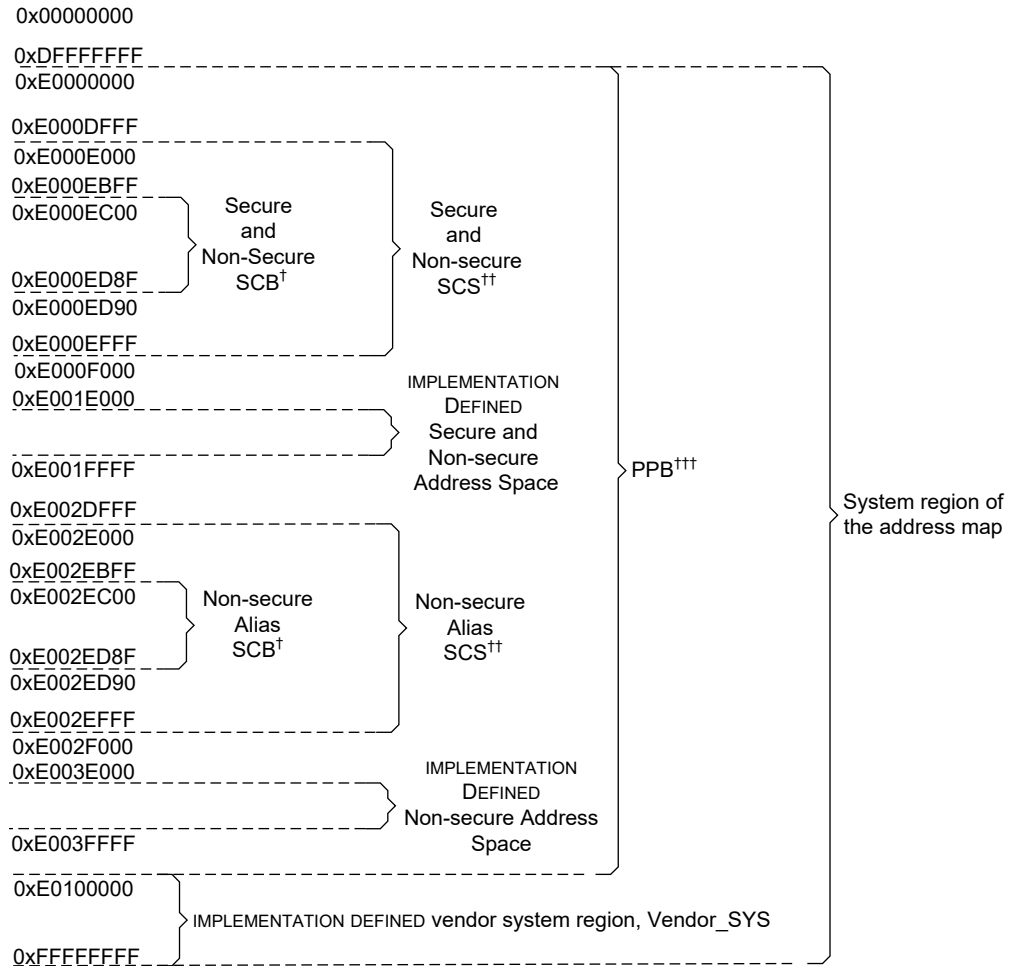 0x00000000
0xDFFFFFFF
0xE0000000
0xE000DFFF
0xE000E000
0xE000EBFF
0xE000EC00
Secure
and
Non-Secure
SCB†
Secure
and
Non-secure
SCS††
0xE000ED8F
0xE000ED90
0xE000EFFF
0xE000F000
0xE001E000
IMPLEMENTATION
DEFINED
Secure and
Non-secure
Address Space
0xE001FFFF
PPB†††
System region of
the address map
0xE002DFFF
0xE002E000
0xE002EBFF
0xE002EC00
Non-secure
Alias
SCB†
Non-secure
Alias
SCS††
0xE002ED8F
0xE002ED90
0xE002EFFF
0xE002F000
0xE003E000
IMPLEMENTATION
DEFINED
Non-secure Address
Space
0xE003FFFF
0xE0100000
IMPLEMENTATION DEFINED vendor system region, Vendor_SYS
0xFFFFFFFF